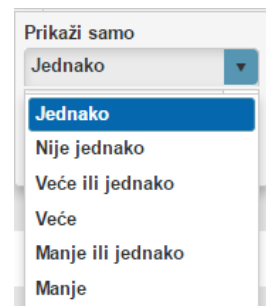 Prikaži samo
Jednako
Jednako
Nije jednako
Veće ili jednako
Veće
Manje ili jednako
Manje